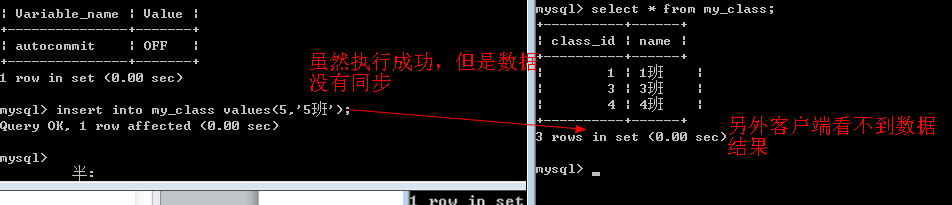 ¦ Variable_name ¦ Value ¦
+---------------+-------+
¦ autocommit    ¦ OFF   ¦
+---------------+-------+
1 row in set (0.00 sec)
mysql> insert into my_class values(5,'5班');
Query OK, 1 row affected (0.00 sec)
mysql>
半:
虽然执行成功，但是数据
没有同步
mysql> select * from my_class;
+----------+------+
¦ class_id ¦ name ¦
+----------+------+
¦        1 ¦ 1班  ¦
¦        3 ¦ 3班  ¦
¦        4 ¦ 4班  ¦
+----------+------+
3 rows in set (0.00 sec)
另外客户端看不到数据
结果
mysql> _
1 row in set